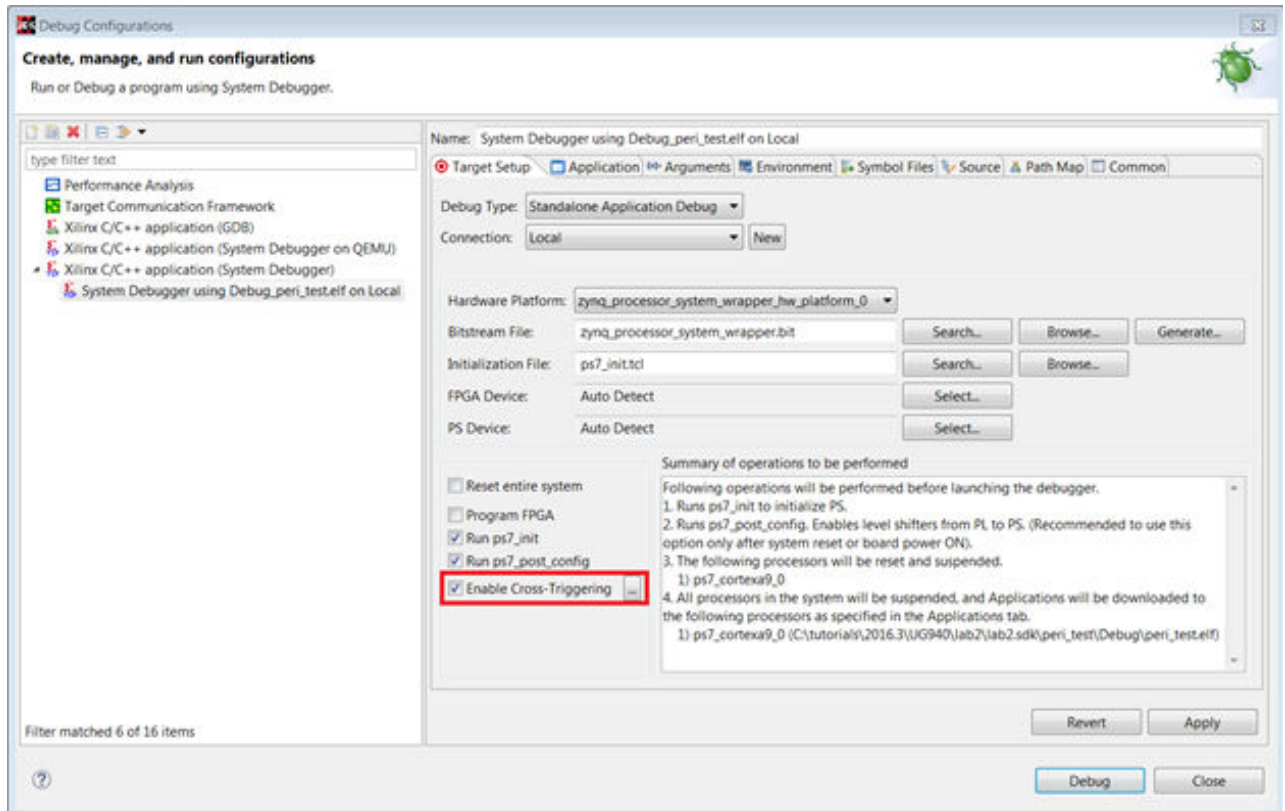 Debug Configurations
Create, manage, and run configurations
Run or Debug a program using System Debugger.
type filter text
Performance Analysis
Target Communication Framework
Xilinx C/C++ application (GDB)
Xilinx C/C++ application (System Debugger on QEMU)
Xilinx C/C++ application (System Debugger)
System Debugger using Debug_peri_test.elf on Local
Filter matched 6 of 16 items
Name: System Debugger using Debug_peri_test.elf on Local
Target Setup Application Arguments Environment Symbol Files Source Path Map Common
Debug Type: Standalone Application Debug
Connection: Local New
Hardware Platform: zynq_processor_system_wrapper_hw_platform_0
Bitstream File: zynq_processor_system_wrapper.bit Search... Browse... Generate...
Initialization File: ps7_init.tcl Search... Browse...
FPGA Device: Auto Detect Select...
PS Device: Auto Detect Select...
Reset entire system
Program FPGA
Run ps7_init
Run ps7_post_config
Enable Cross-Triggering ...
Summary of operations to be performed
Following operations will be performed before launching the debugger.
1. Runs ps7_init to initialize PS.
2. Runs ps7_post_config. Enables level shifters from PL to PS. (Recommended to use this
option only after system reset or board power ON).
3. The following processors will be reset and suspended.
1) ps7_cortexa9_0
4. All processors in the system will be suspended, and Applications will be downloaded to
the following processors as specified in the Applications tab.
1) ps7_cortexa9_0 (C:\tutorials\2016.3\UG940\lab2\lab2.sdk\peri_test\Debug\peri_test.elf)
Revert Apply
Debug Close